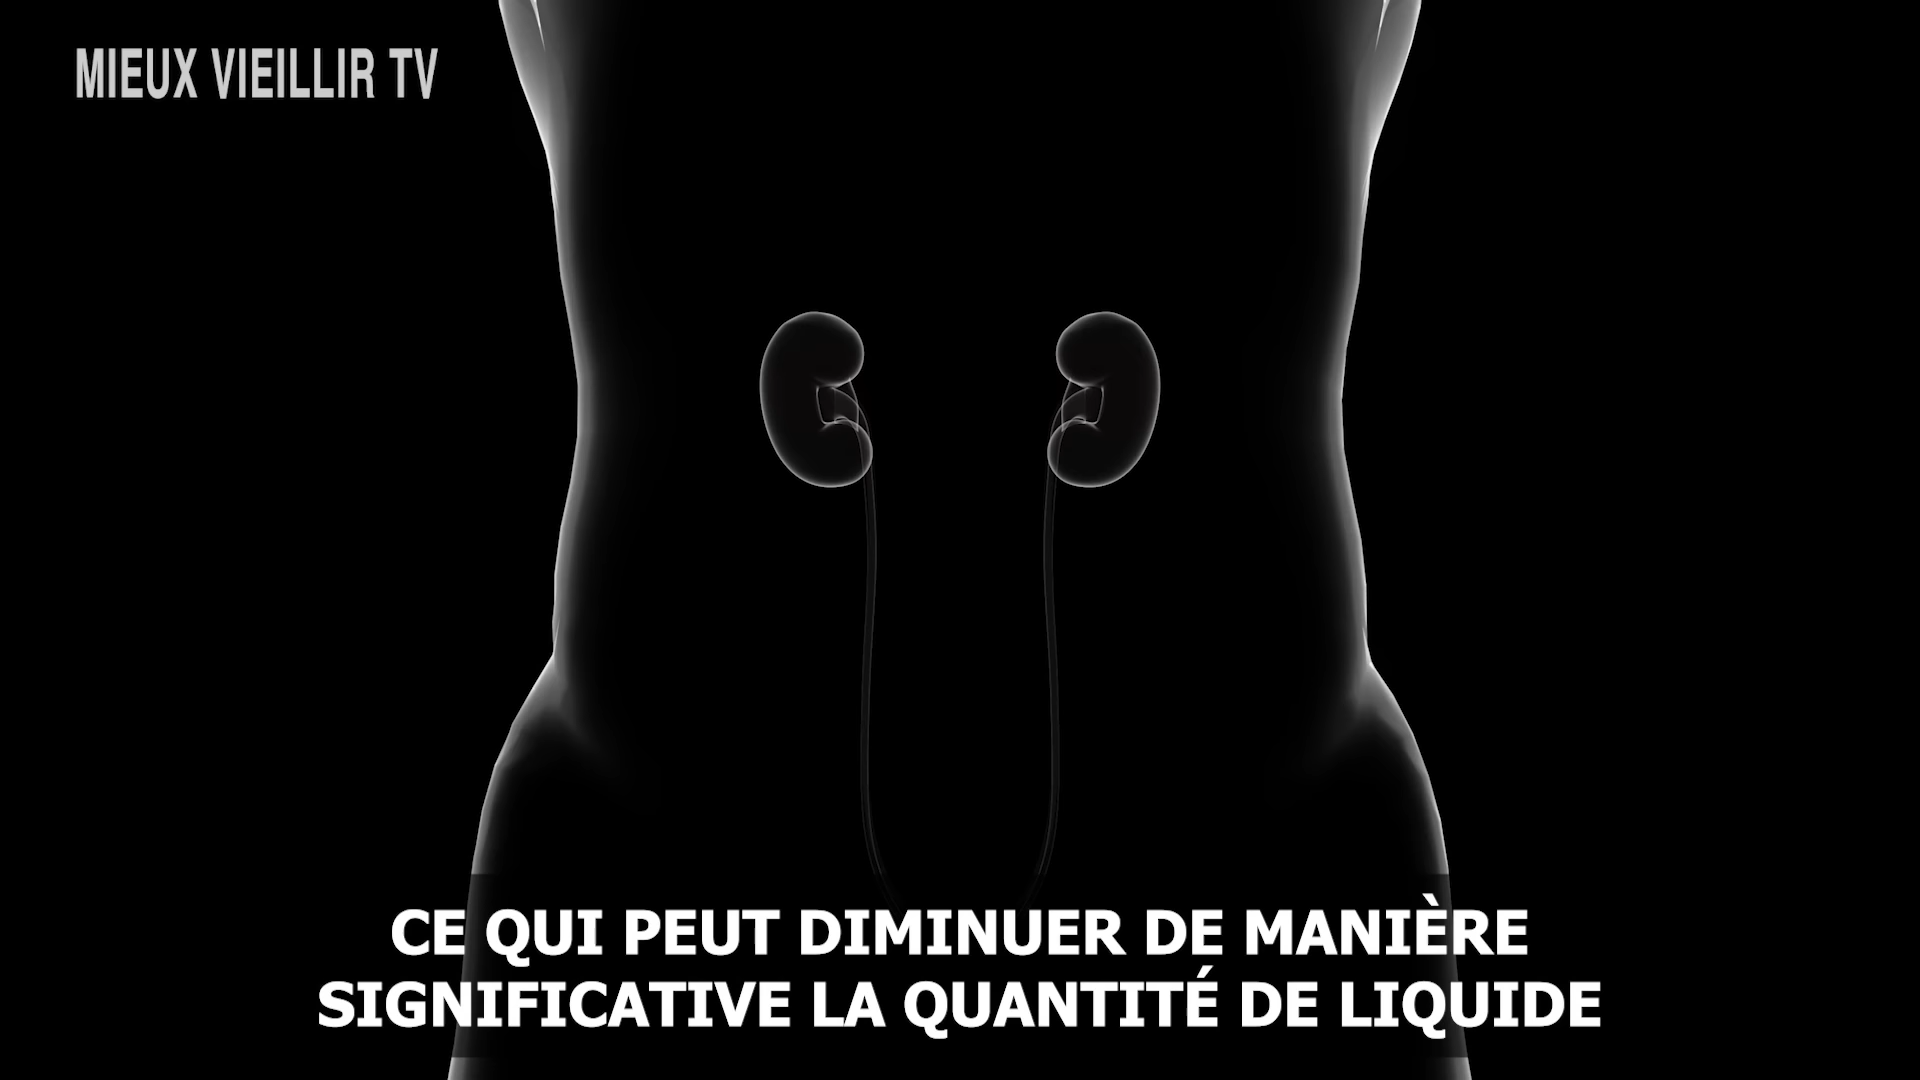 MIEUX VIEILLIR TV
CE QUI PEUT DIMINUER DE MANIÈRE
SIGNIFICATIVE LA QUANTITÉ DE LIQUIDE